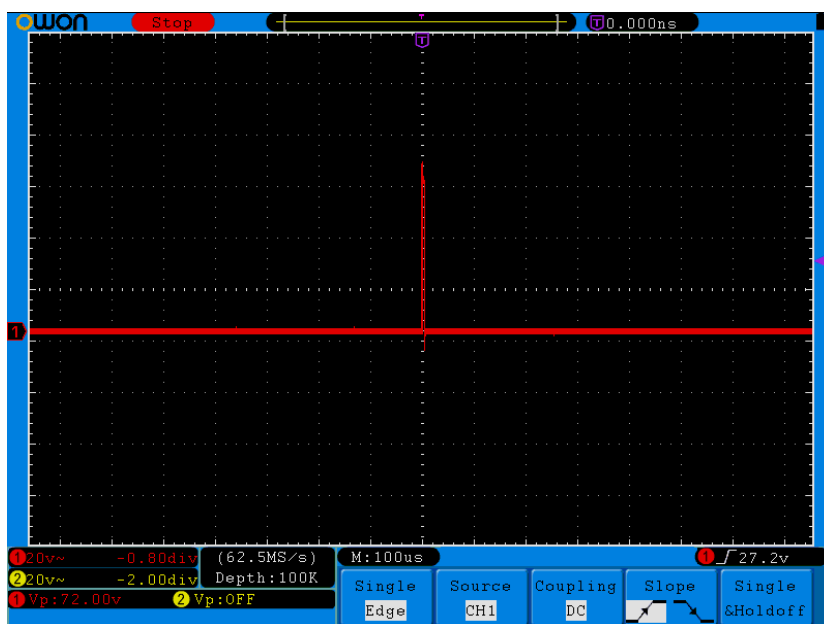 OWON Stop T 0.000ns
T
1
1 20v~ -0.80div (62.5MS/s) M:100us 1 27.2v
2 20v~ -2.00div Depth:100K
1 Vp:72.00v 2 Vp:OFF
Single Source Coupling Slope Single
Edge CH1 DC &Holdoff